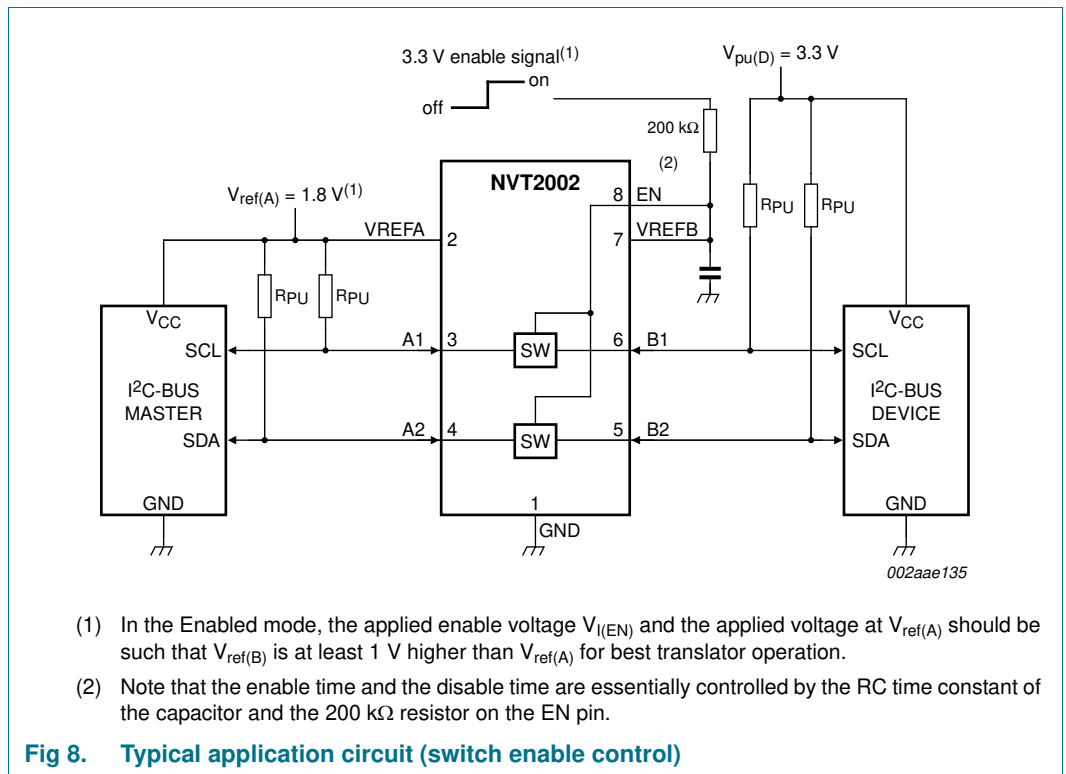 3.3 V enable signal(1)
on
off
Vpu(D) = 3.3 V
200 kΩ
(2)
NVT2002
Vref(A) = 1.8 V(1)
8 EN
RPU RPU
VREFA 2
7 VREFB
RPU RPU
VCC
VCC
SCL
A1 3
SW
6 B1
SCL
I2C-BUS
MASTER
I2C-BUS
DEVICE
SDA
A2 4
SW
5 B2
SDA
GND
1
GND
GND
002aae135
(1) In the Enabled mode, the applied enable voltage VI(EN) and the applied voltage at Vref(A) should be
such that Vref(B) is at least 1 V higher than Vref(A) for best translator operation.
(2) Note that the enable time and the disable time are essentially controlled by the RC time constant of
the capacitor and the 200 kΩ resistor on the EN pin.
Fig 8. Typical application circuit (switch enable control)